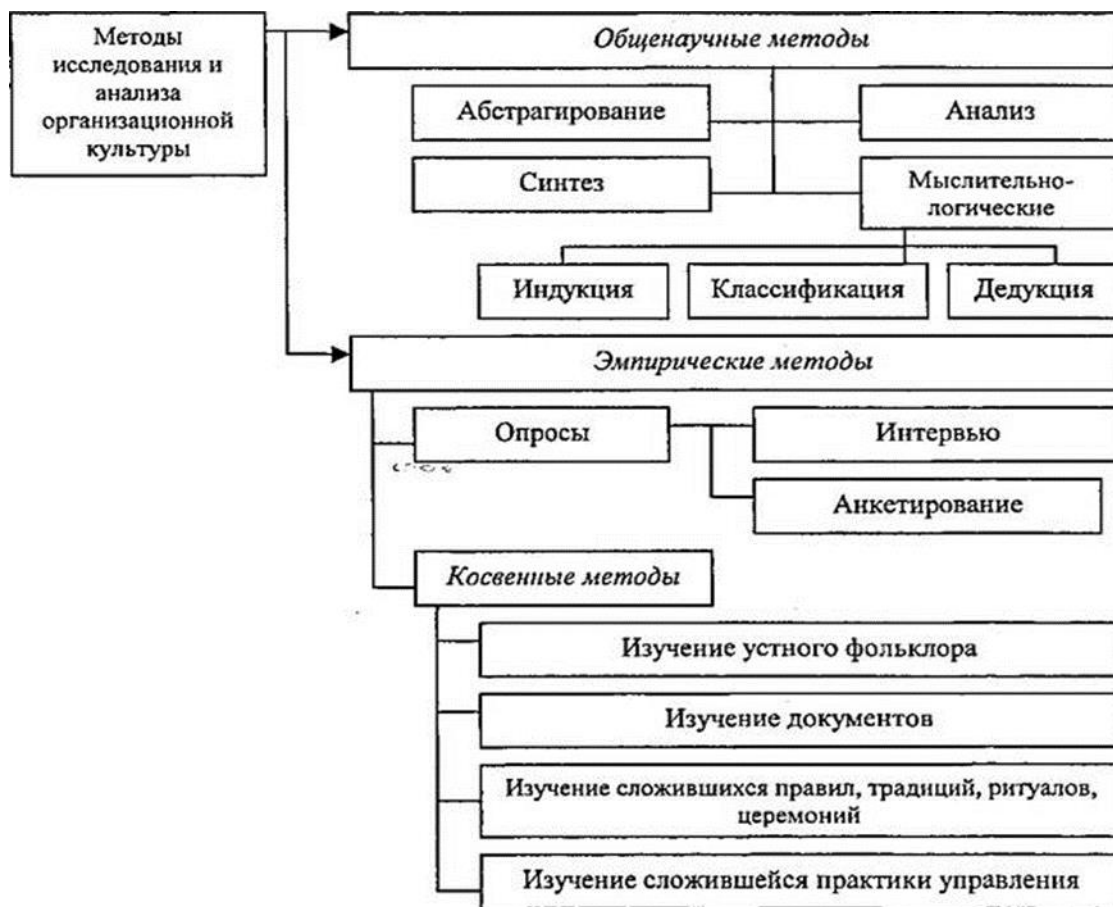 Методы
исследования и
анализа
организационной
культуры
Общенаучные методы
Абстрагирование
Анализ
Синтез
Мыслительно-
логические
Индукция
Классификация
Дедукция
Эмпирические методы
Опросы
Интервью
Анкетирование
Косвенные методы
Изучение устного фольклора
Изучение документов
Изучение сложившихся правил, традиций, ритуалов,
церемоний
Изучение сложившейся практики управления